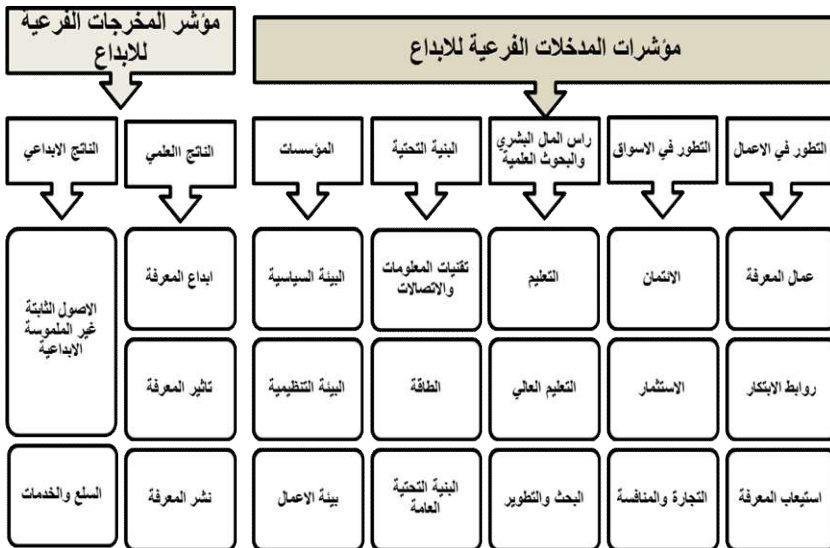 مؤشرات المدخلات الفرعية للابداع
مؤشر المخرجات الفرعية
للابداع
التطور في الاعمال
التطور في الاسواق
راس المال البشري
والبحوث العلمية
البنية التحتية
المؤسسات
الناتج االعلمي
الناتج الابداعي
عمال المعرفة
الائتمان
التعليم
تقنيات المعلومات
والاتصالات
البيئة السياسية
ابداع المعرفة
الاصول الثابتة
غير الملموسة
الابداعية
روابط الابتكار
الاستثمار
التعليم العالي
الطاقة
البيئة التنظيمية
تاثير المعرفة
استيعاب المعرفة
التجارة والمنافسة
البحث والتطوير
البنية التحتية
العامة
بيئة الاعمال
نشر المعرفة
السلع والخدمات